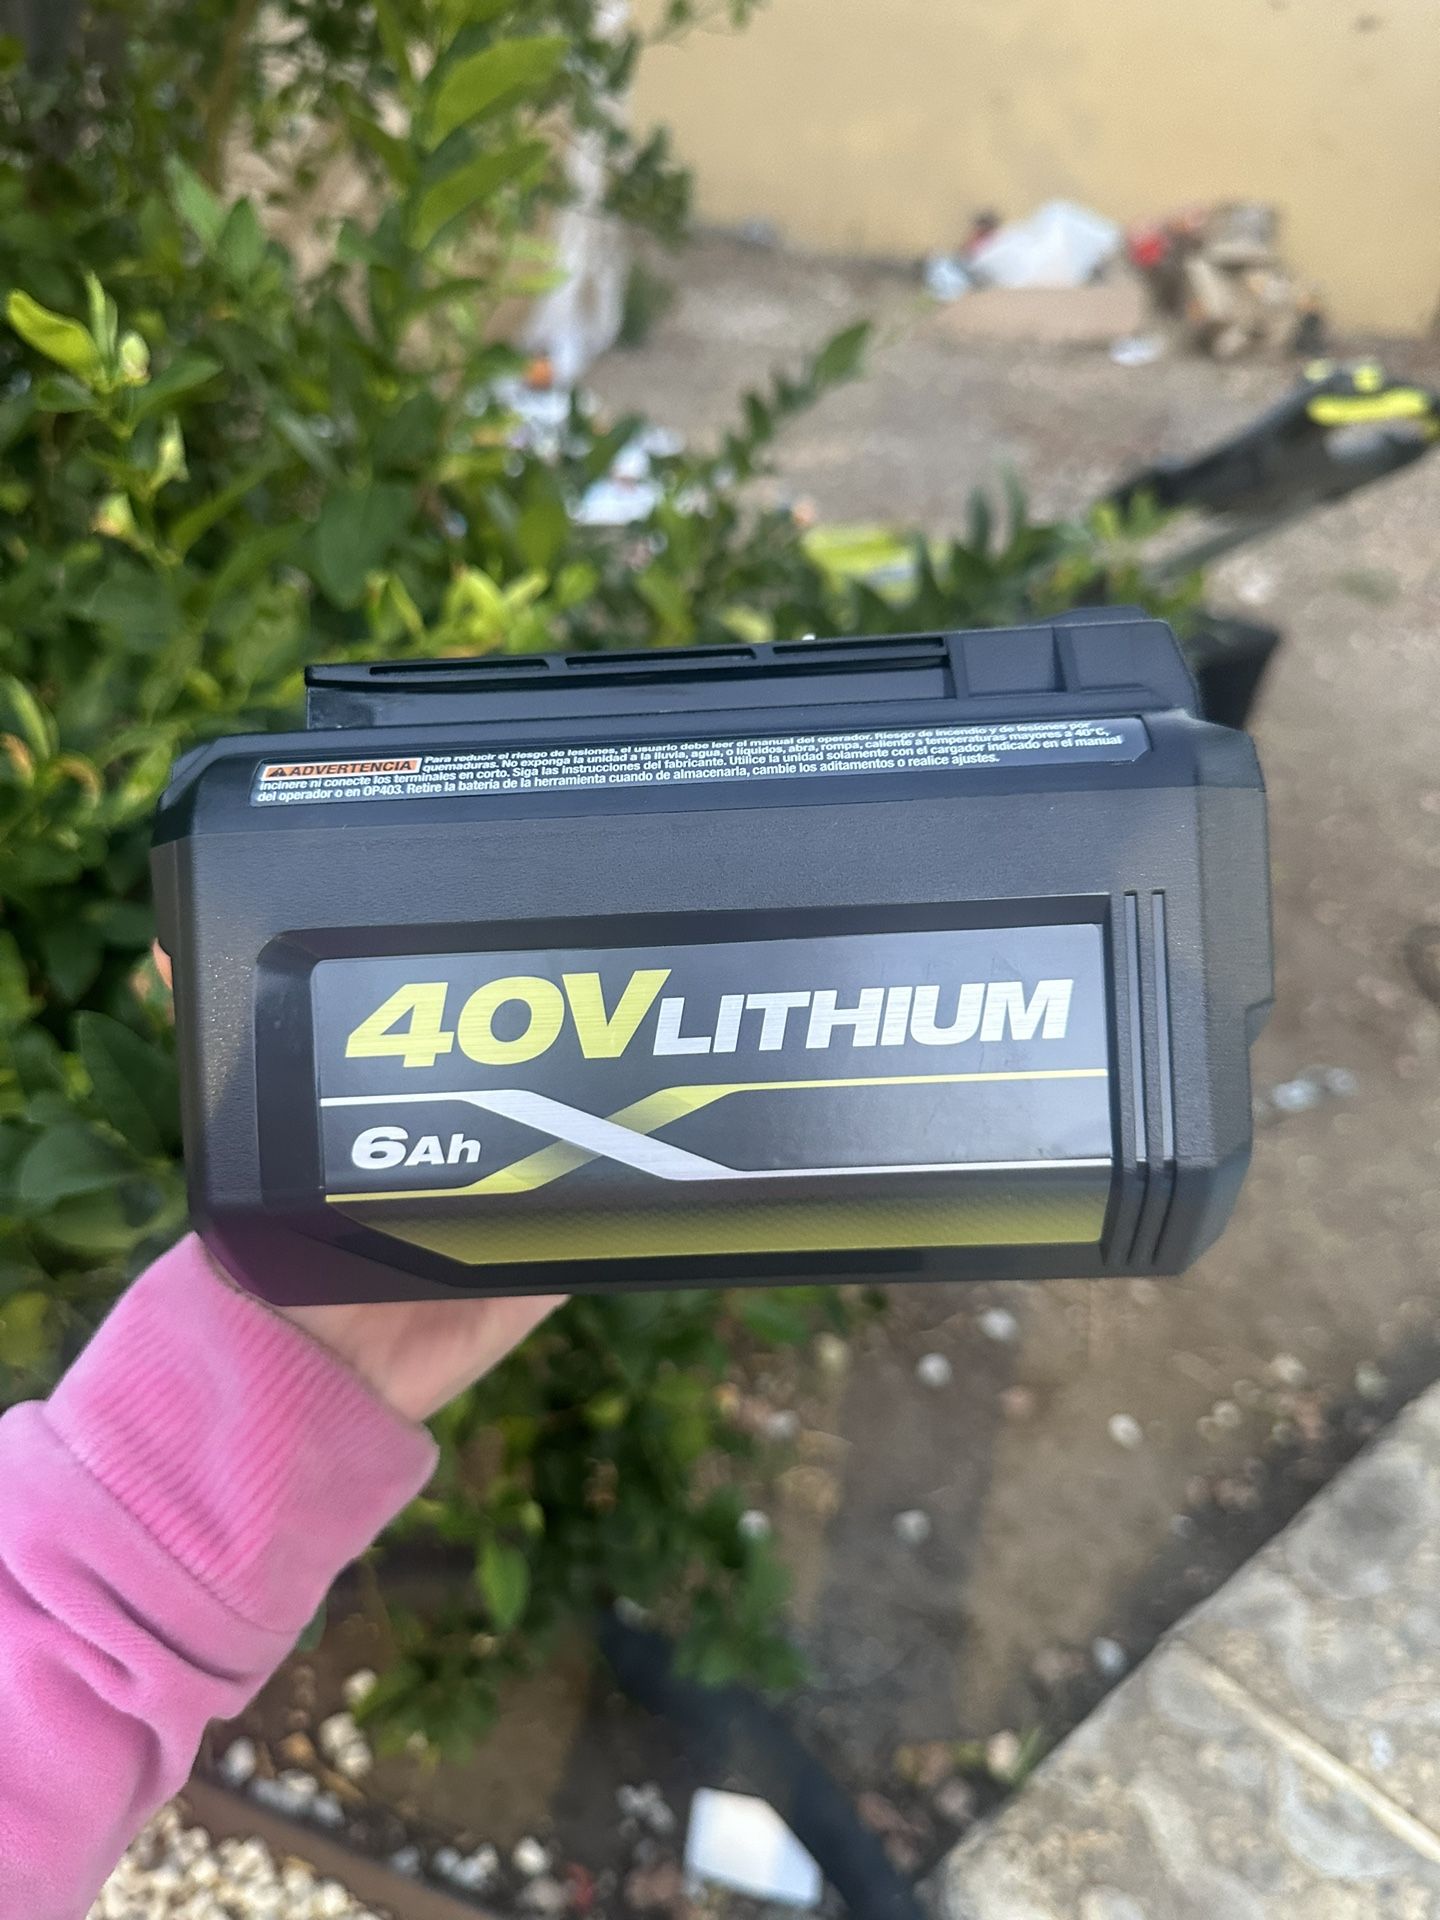 ADVERTENCIA Para reducir el riesgo de lesiones, el usuario debe leer el manual del operador. Riesgo de incendio y de lesiones por
quemaduras. No exponga la unidad a la lluvia, agua, o líquidos, abra, rompa, caliente a temperaturas mayores a 40°C,
incinere ni conecte los terminales en corto. Siga las instrucciones del fabricante. Utilice la unidad solamente con el cargador indicado en el manual
del operador o en OP403. Retire la batería de la herramienta cuando de almacenarla, cambie los aditamentos o realice ajustes.
40V LITHIUM
6Ah